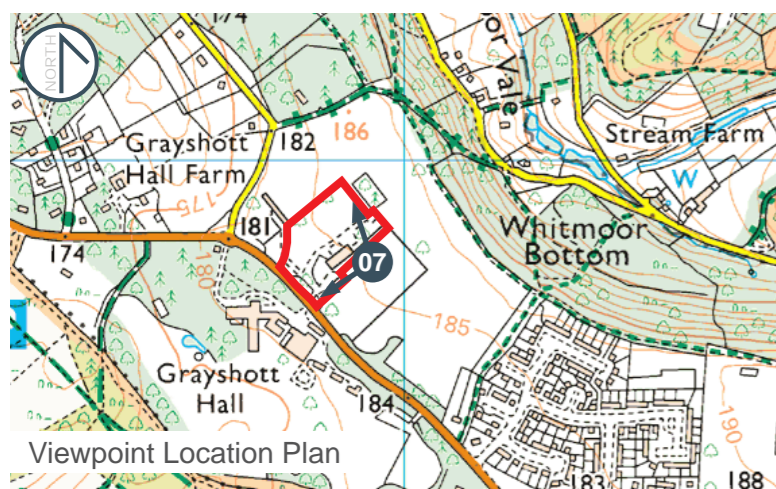 174
NORTH
or Vale
182
186
Grayshott
Hall Farm
Stream Farm
W
175
181
174
180
07
Whitmoor
Bottom
185
Grayshott
Hall
184
190
183
188
Viewpoint Location Plan